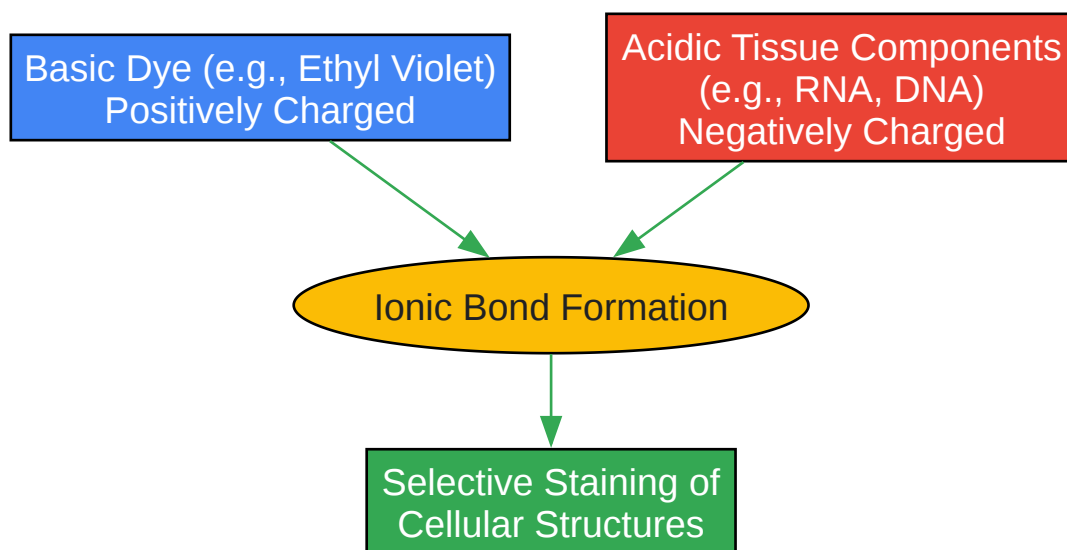 Basic Dye (e.g., Ethyl Violet)
Positively Charged
Acidic Tissue Components
(e.g., RNA, DNA)
Negatively Charged
Ionic Bond Formation
Selective Staining of
Cellular Structures